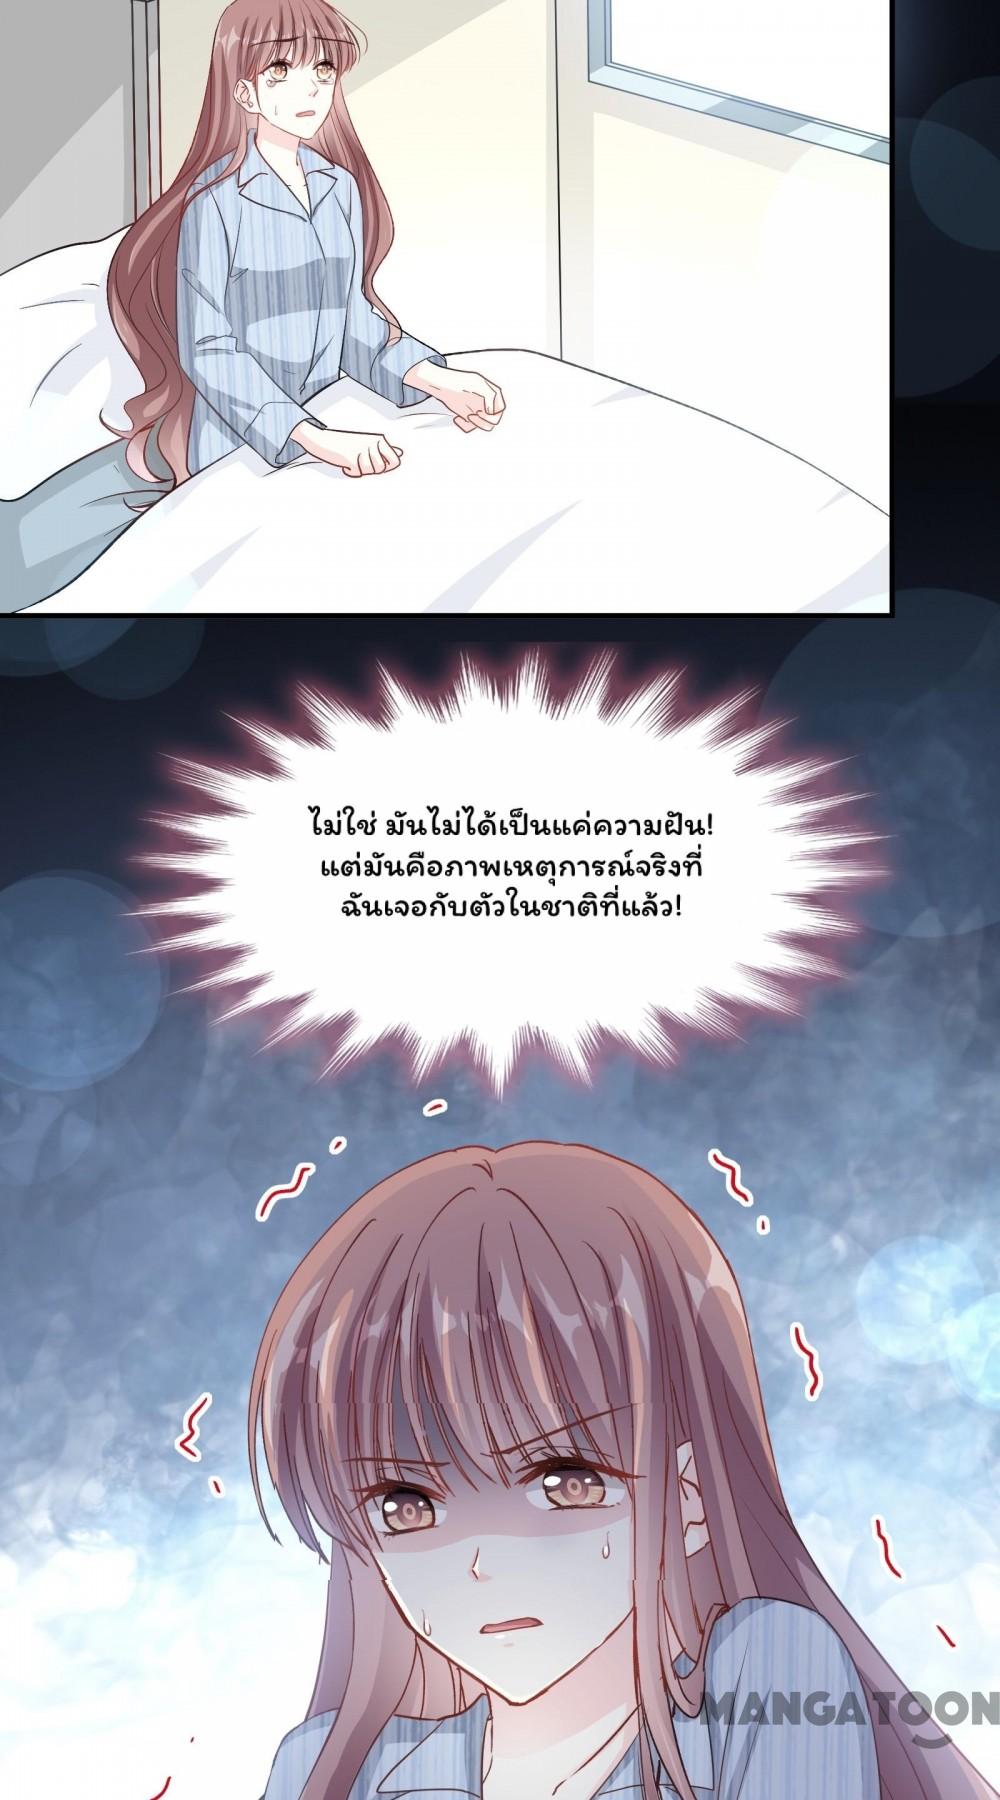 ไม่ใช่ มันไม่ได้เป็นแค่ความฝัน!
แต่มันคือภาพเหตุการณ์จริงที่
ฉันเจอกับตัวในชาติที่แล้ว!
MANGATOON